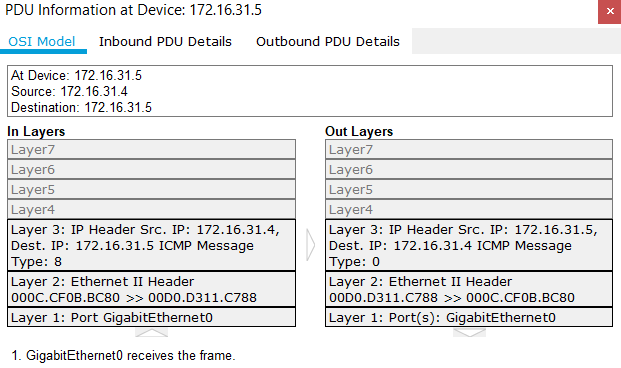 PDU Information at Device: 172.16.31.5
×
OSI Model Inbound PDU Details Outbound PDU Details
At Device: 172.16.31.5
Source: 172.16.31.4
Destination: 172.16.31.5
In Layers
Layer7
Layer6
Layer5
Layer4
Layer 3: IP Header Src. IP: 172.16.31.4,
Dest. IP: 172.16.31.5 ICMP Message
Type: 8
Layer 2: Ethernet II Header
000C.CF0B.BC80 >> 00D0.D311.C788
Layer 1: Port GigabitEthernet0
Out Layers
Layer7
Layer6
Layer5
Layer4
Layer 3: IP Header Src. IP: 172.16.31.5,
Dest. IP: 172.16.31.4 ICMP Message
Type: 0
Layer 2: Ethernet II Header
00D0.D311.C788 >> 000C.CF0B.BC80
Layer 1: Port(s): GigabitEthernet0
1. GigabitEthernet0 receives the frame.